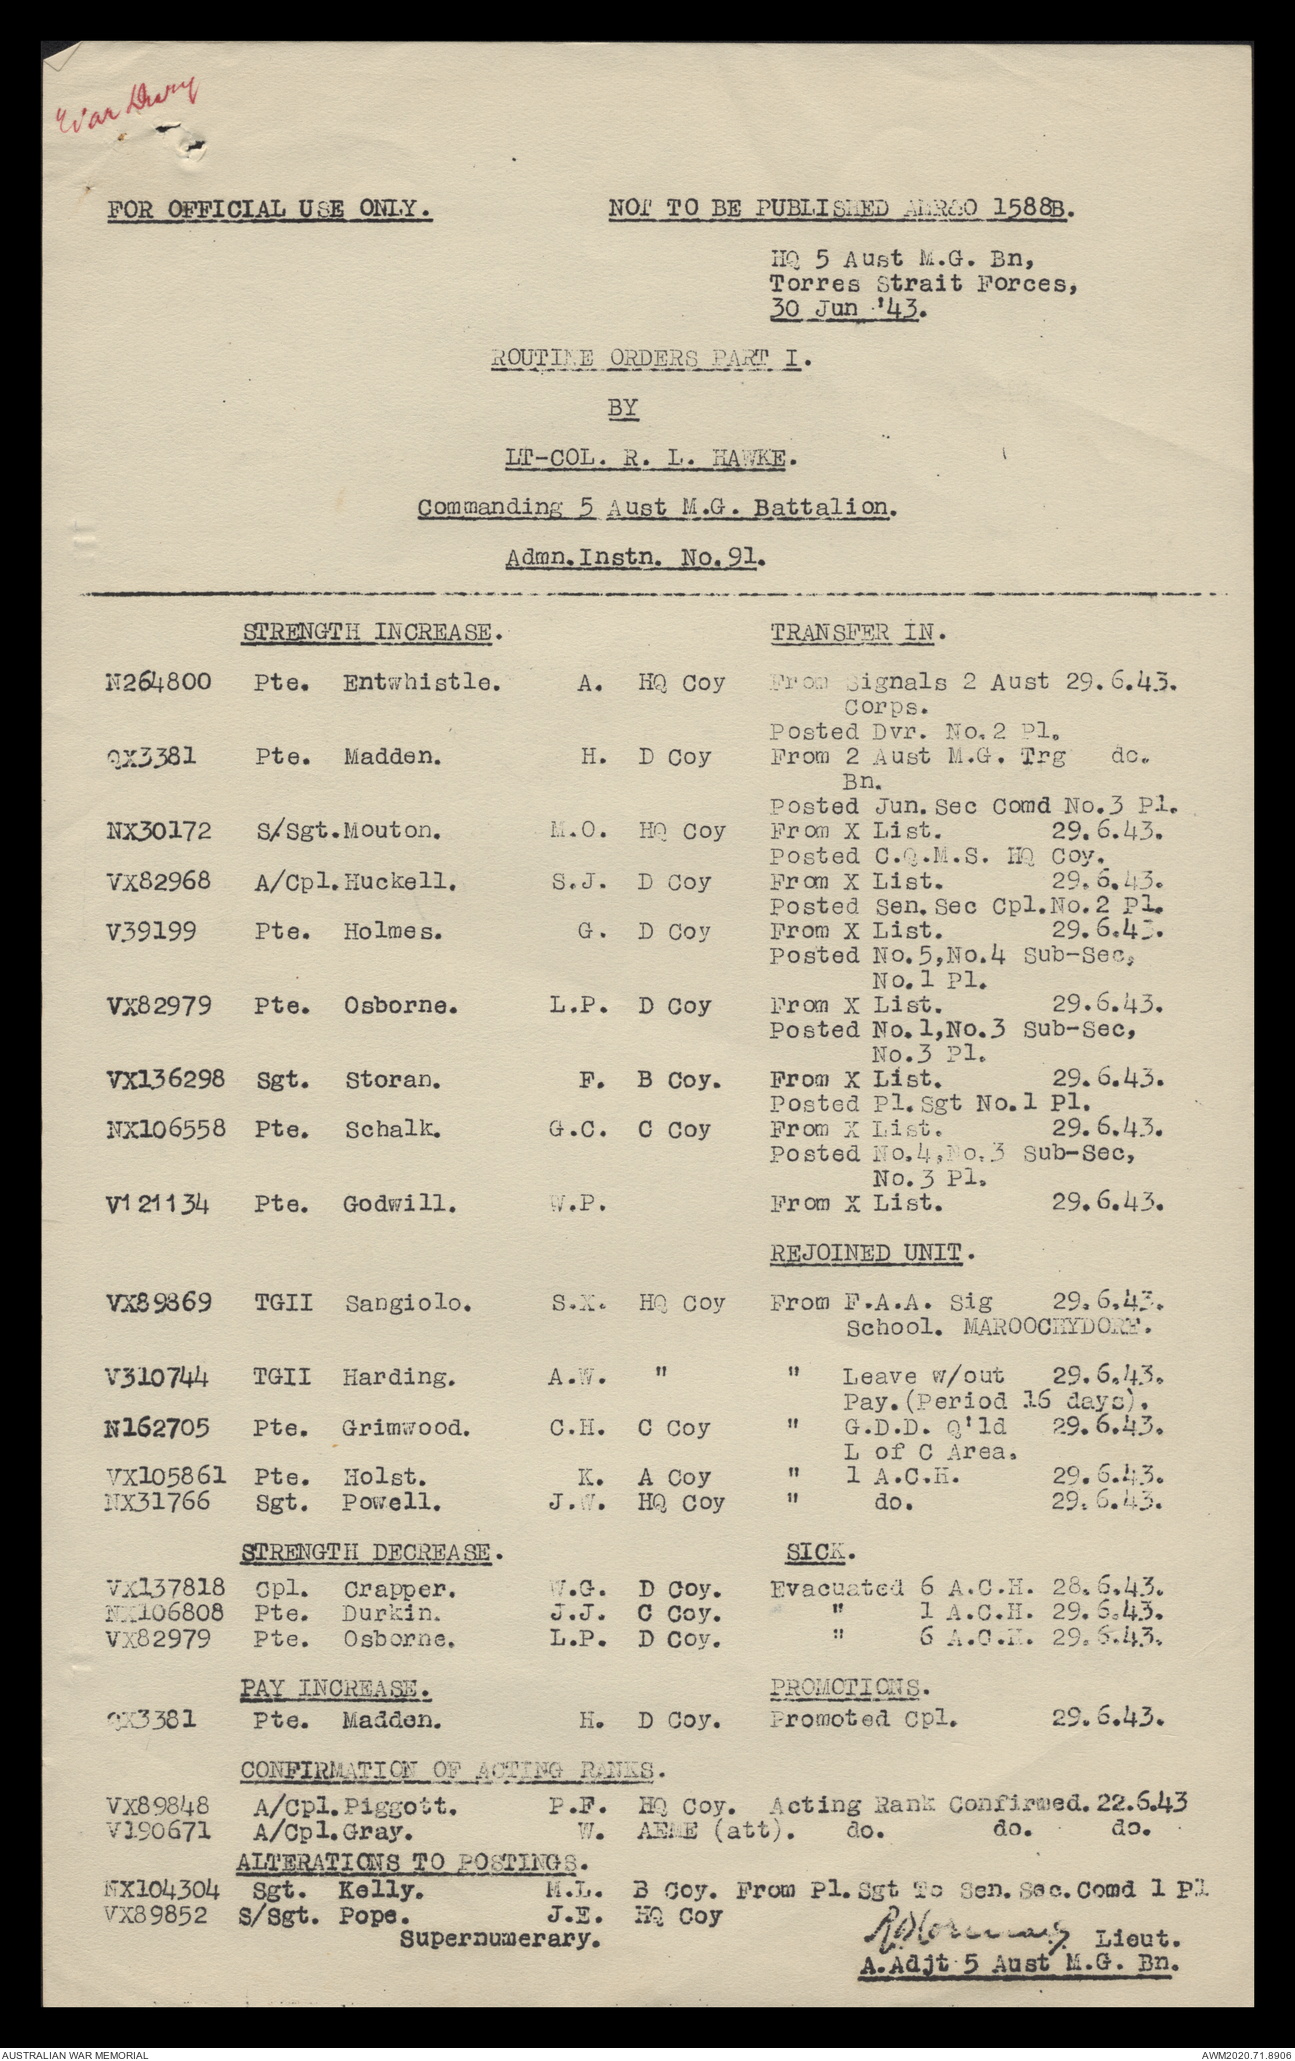 War Diary
FOR OFFICIAL USE ONLY. NOT TO BE PUBLISHED AMR&O 1588B.
HQ 5 Aust M.G. Bn,
Torres Strait Forces,
30 Jun '43.
ROUTINE ORDERS PART I.
BY
LT-COL. R. L. HAWKE.
Commanding 5 Aust M.G. Battalion.
Admn.Instn. No.91.
STRENGTH INCREASE. TRANSFER IN.
N264800 Pte. Entwhistle. A. HQ Coy From Signals 2 Aust 29.6.43.
Corps.
Posted Dvr. No.2 Pl.
QX3381 Pte. Madden. H. D Coy From 2 Aust M.G. Trg do.
Bn.
Posted Jun.Sec Comd No.3 Pl.
NX30172 S/Sgt.Mouton. M.O. HQ Coy From X List. 29.6.43.
Posted C.Q.M.S. HQ Coy.
VX82968 A/Cpl.Huckell. S.J. D Coy From X List. 29.6.43.
Posted Sen.Sec Cpl.No.2 Pl.
V39199 Pte. Holmes. G. D Coy From X List. 29.6.43.
Posted No.5,No.4 Sub-Sec,
No.1 Pl.
VX82979 Pte. Osborne. L.P. D Coy From X List. 29.6.43.
Posted No.1,No.3 Sub-Sec,
No.3 Pl.
VX136298 Sgt. Storan. F. B Coy. From X List. 29.6.43.
Posted Pl.Sgt No.1 Pl.
NX106558 Pte. Schalk. G.C. C Coy From X List. 29.6.43.
Posted No.4,No.3 Sub-Sec,
No.3 Pl.
V121134 Pte. Godwill. W.P. From X List. 29.6.43.
REJOINED UNIT.
VX89869 TGII Sangiolo. S.X. HQ Coy From F.A.A. Sig 29.6.43.
School. MAROOCHYDORE.
V310744 TGII Harding. A.W. " " Leave w/out 29.6.43.
Pay.(Period 16 days).
N162705 Pte. Grimwood. C.H. C Coy " G.D.D. Q'ld 29.6.43.
L of C Area.
VX105861 Pte. Holst. K. A Coy " 1 A.C.H. 29.6.43.
NX31766 Sgt. Powell. J.W. HQ Coy " do. 29.6.43.
STRENGTH DECREASE. SICK.
VX137818 Cpl. Crapper. W.G. D Coy. Evacuated 6 A.C.H. 28.6.43.
NX106808 Pte. Durkin. J.J. C Coy. " 1 A.C.H. 29.6.43.
VX82979 Pte. Osborne. L.P. D Coy. " 6 A.C.H. 29.6.43.
PAY INCREASE. PROMOTIONS.
QX3381 Pte. Madden. H. D Coy. Promoted Cpl. 29.6.43.
CONFIRMATION OF ACTING RANKS.
VX89848 A/Cpl.Piggott. P.F. HQ Coy. Acting Rank Confirmed.22.6.43
V190671 A/Cpl.Gray. W. AEME (att). do. do. do.
ALTERATIONS TO POSTINGS.
NX104304 Sgt. Kelly. M.L. B Coy. From Pl.Sgt To Sen.Sec.Comd 1 Pl
VX89852 S/Sgt. Pope. J.E. HQ Coy
Supernumerary. Lieut.
A.Adjt 5 Aust M.G. Bn.
AUSTRALIAN WAR MEMORIAL AWM2020.71.8906